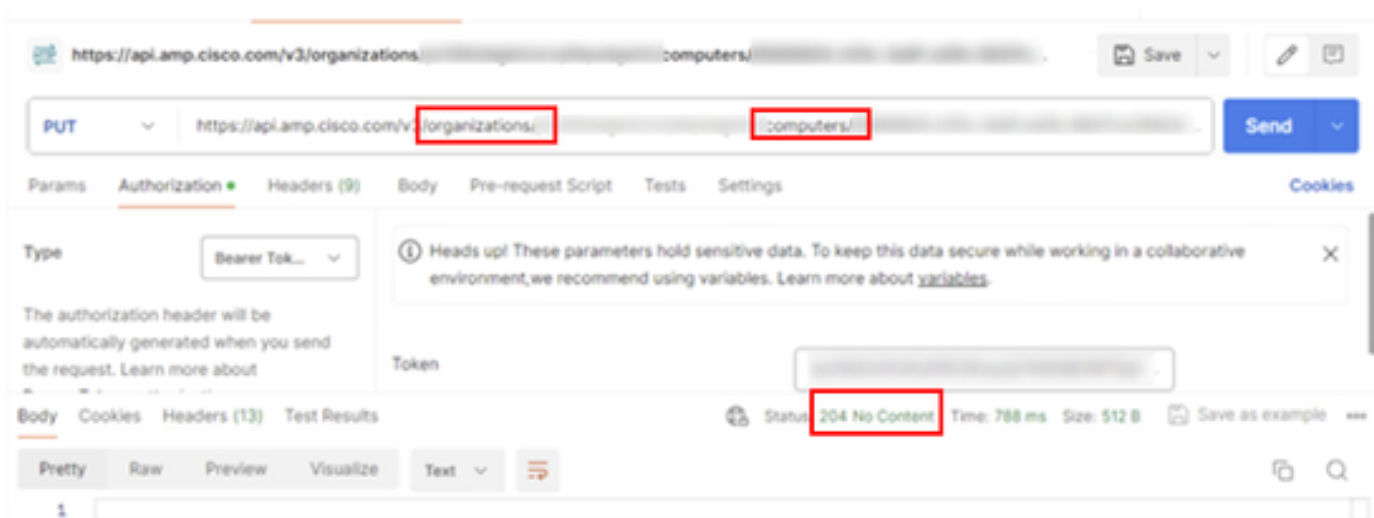 https://api.amp.cisco.com/v3/organizations computers/
Save
PUT https://api.amp.cisco.com/v3/organizations/ computers/ Send
Params Authorization Headers (9) Body Pre-request Script Tests Settings Cookies
Type Bearer Tok...
Heads up! These parameters hold sensitive data. To keep this data secure while working in a collaborative
environment,we recommend using variables. Learn more about variables.
The authorization header will be
automatically generated when you send
the request. Learn more about
Token
Body Cookies Headers (13) Test Results Status 204 No Content Time: 788 ms Size: 512 B Save as example
Pretty Raw Preview Visualize Text
1